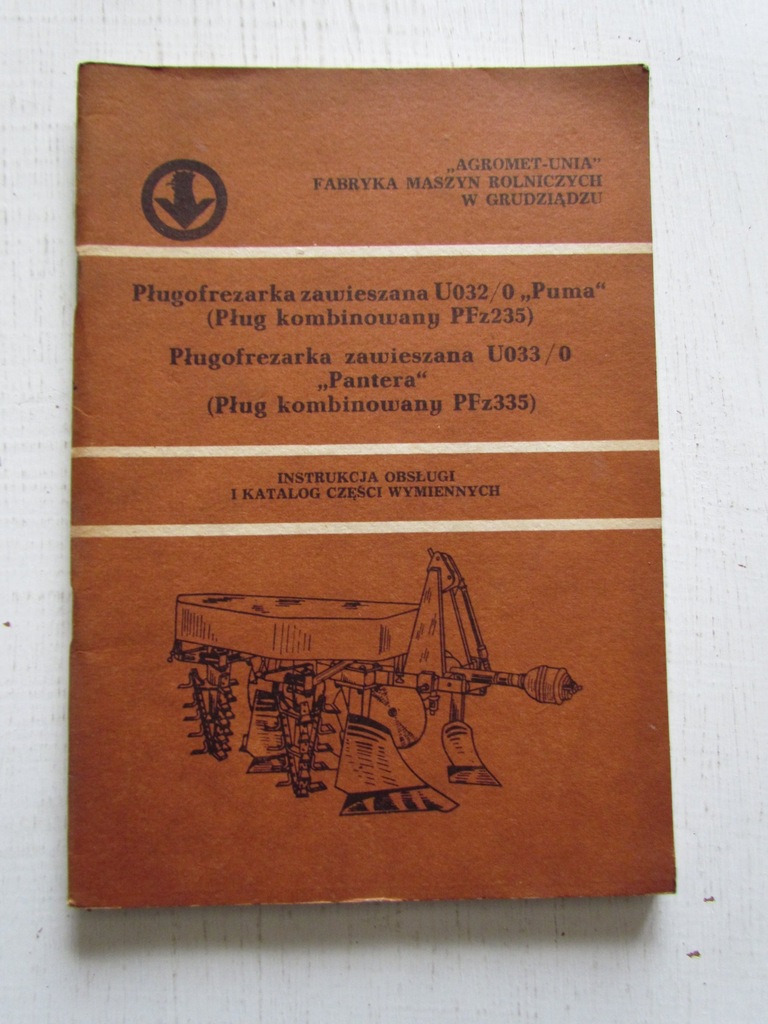 „AGROMET-UNIA"
FABRYKA MASZYN ROLNICZYCH
W GRUDZIĄDZU
Pługofrezarka zawieszana U032/0 „Puma“
(Pług kombinowany PFz235)
Pługofrezarka zawieszana U033/0
„Pantera“
(Pług kombinowany PFz335)
INSTRUKCJA OBSŁUGI
I KATALOG CZĘŚCI WYMIENNYCH